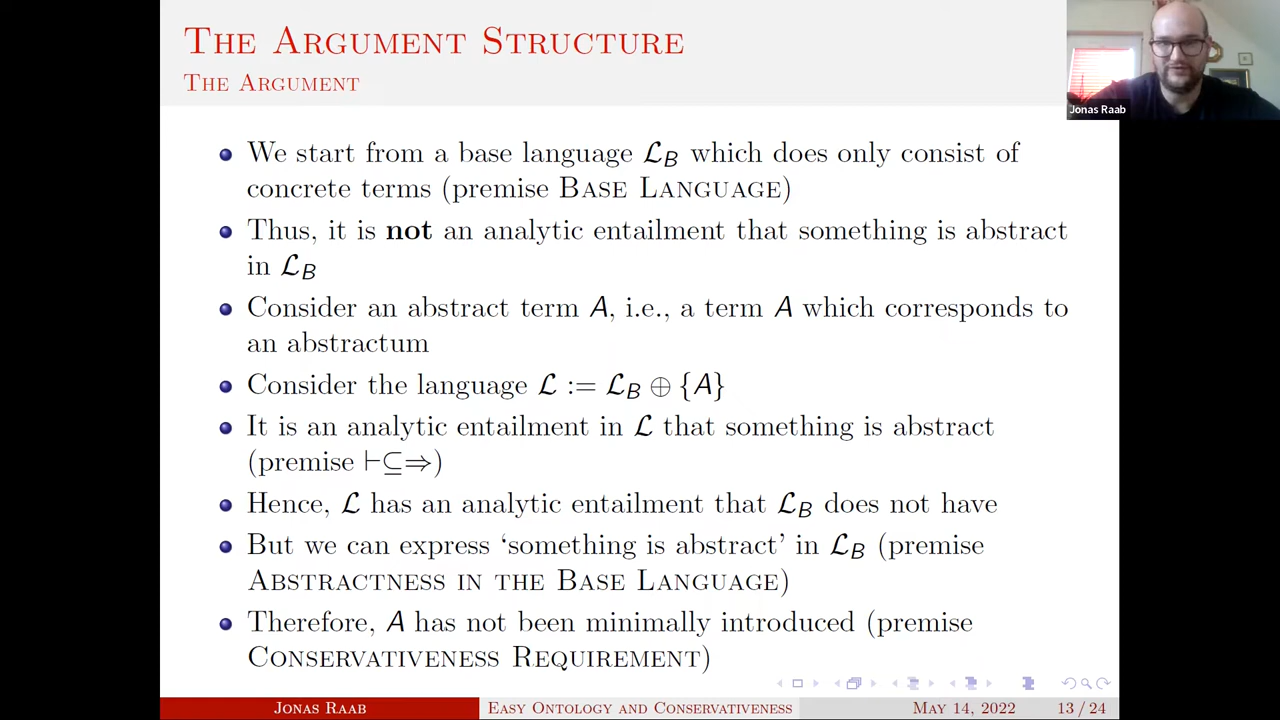 THE ARGUMENT STRUCTURE
THE ARGUMENT
Jonas Raab
We start from a base language ℒ_B which does only consist of
concrete terms (premise BASE LANGUAGE)
Thus, it is not an analytic entailment that something is abstract
in ℒ_B
Consider an abstract term A, i.e., a term A which corresponds to
an abstractum
Consider the language ℒ := ℒ_B ⊕ {A}
It is an analytic entailment in ℒ that something is abstract
(premise ⊢⊆⇒)
Hence, ℒ has an analytic entailment that ℒ_B does not have
But we can express ‘something is abstract’ in ℒ_B (premise
ABSTRACTNESS IN THE BASE LANGUAGE)
Therefore, A has not been minimally introduced (premise
CONSERVATIVENESS REQUIREMENT)
JONAS RAAB
EASY ONTOLOGY AND CONSERVATIVENESS
MAY 14, 2022
13 / 24